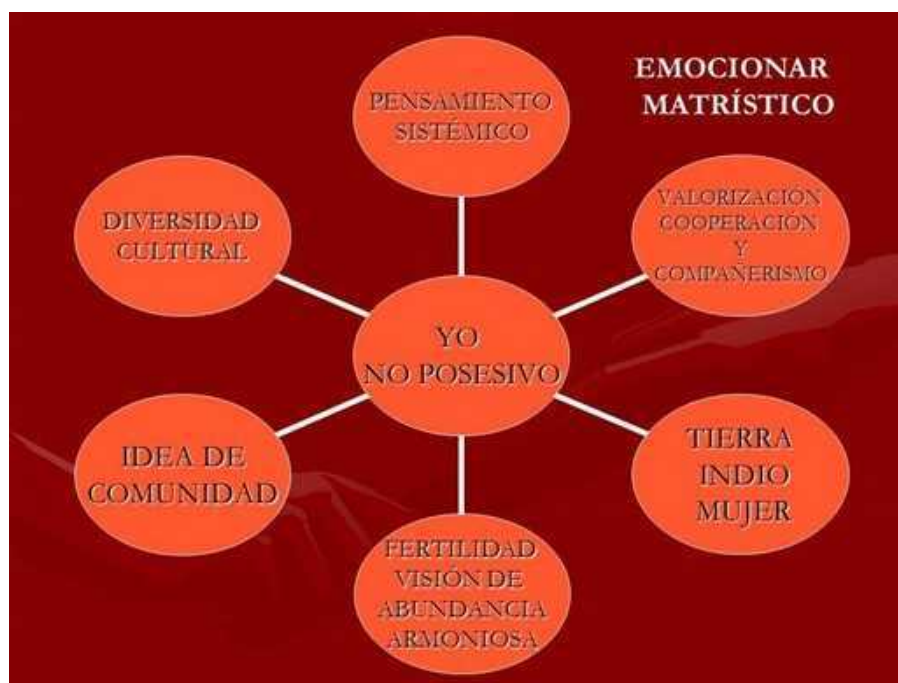 EMOCIONAR
MATRÍSTICO
PENSAMIENTO
SISTÉMICO
VALORIZACIÓN
COOPERACIÓN
Y
COMPAÑERISMO
TIERRA
INDIO
MUJER
FERTILIDAD
VISIÓN DE
ABUNDANCIA
ARMONIOSA
IDEA DE
COMUNIDAD
DIVERSIDAD
CULTURAL
YO
NO POSESIVO